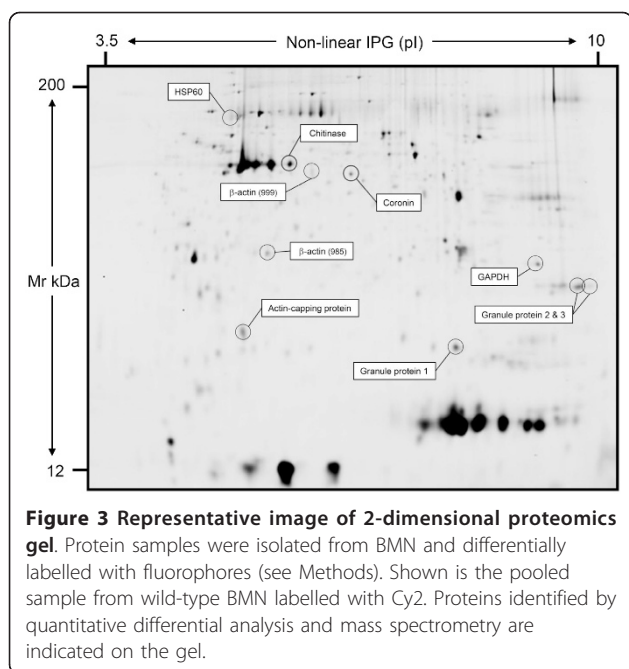 3.5 Non-linear IPG (pI) 10
200
HSP60
Chitinase
β-actin (999)
Coronin
β-actin (985)
GAPDH
Mr kDa
Granule protein 2 & 3
Actin-capping protein
Granule protein 1
12
Figure 3 Representative image of 2-dimensional proteomics
gel. Protein samples were isolated from BMN and differentially
labelled with fluorophores (see Methods). Shown is the pooled
sample from wild-type BMN labelled with Cy2. Proteins identified by
quantitative differential analysis and mass spectrometry are
indicated on the gel.